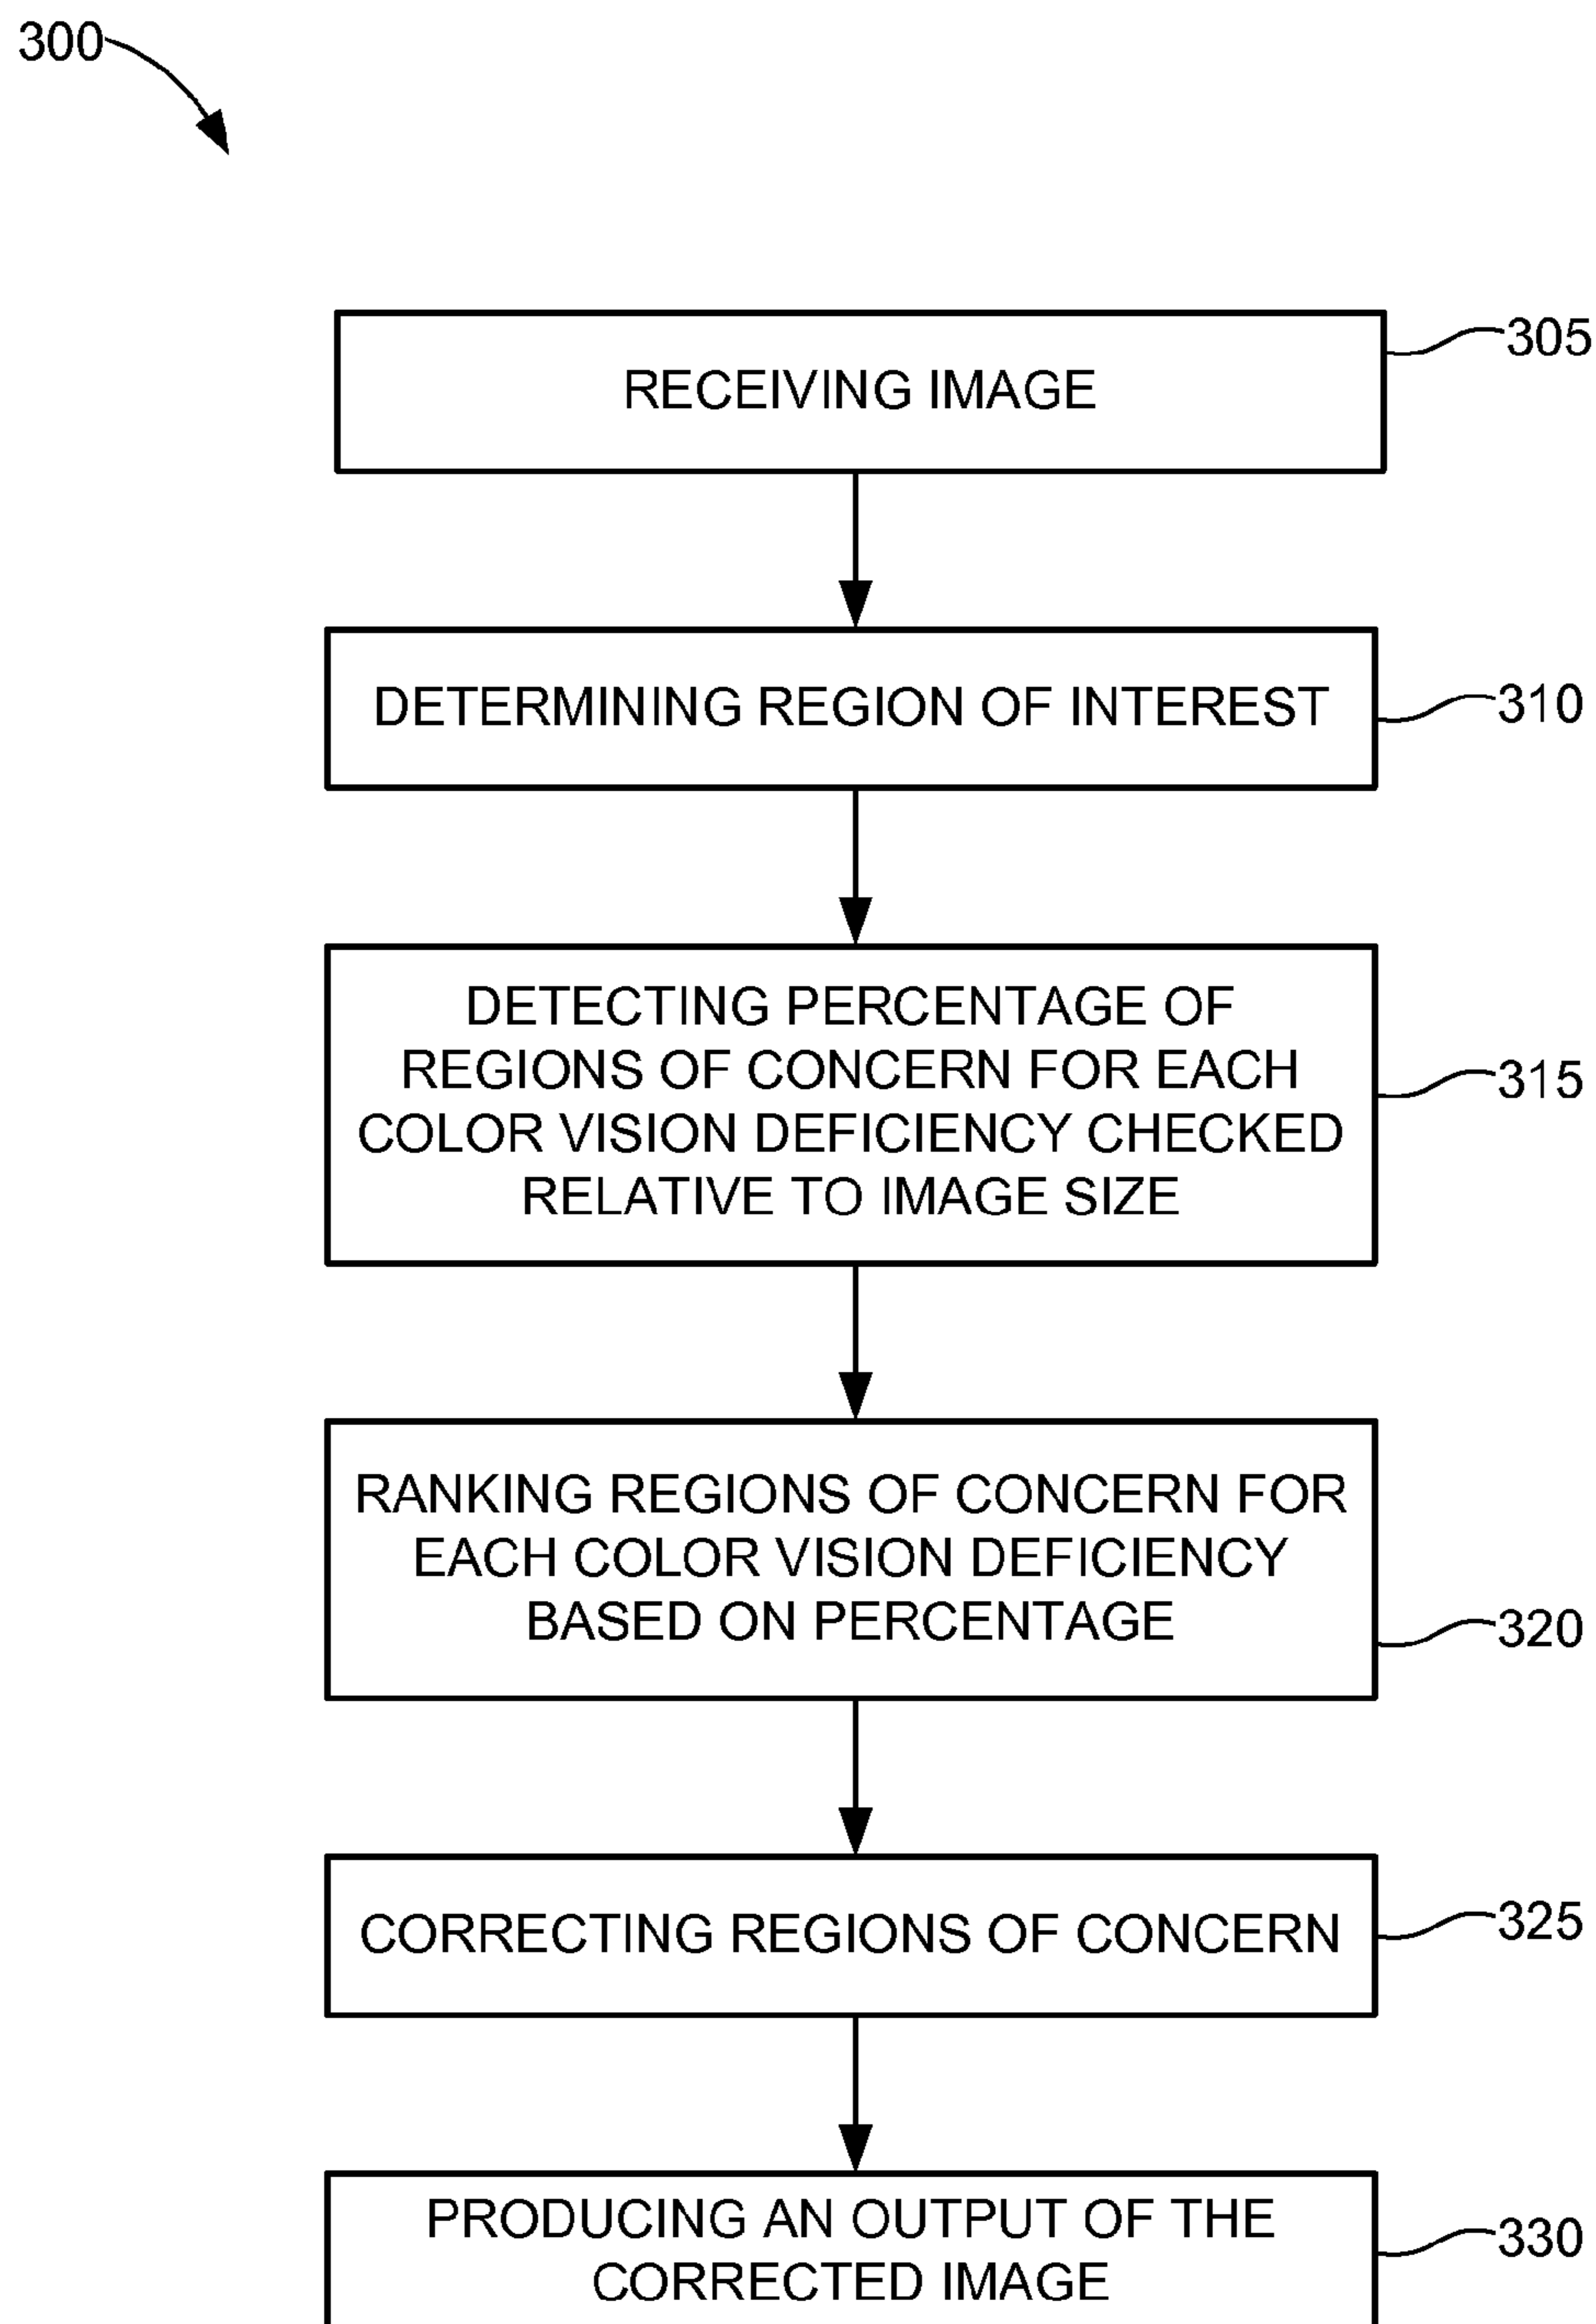 300
RECEIVING IMAGE
305
DETERMINING REGION OF INTEREST
310
DETECTING PERCENTAGE OF
REGIONS OF CONCERN FOR EACH
COLOR VISION DEFICIENCY CHECKED
RELATIVE TO IMAGE SIZE
315
RANKING REGIONS OF CONCERN FOR
EACH COLOR VISION DEFICIENCY
BASED ON PERCENTAGE
320
CORRECTING REGIONS OF CONCERN
325
PRODUCING AN OUTPUT OF THE
CORRECTED IMAGE
330